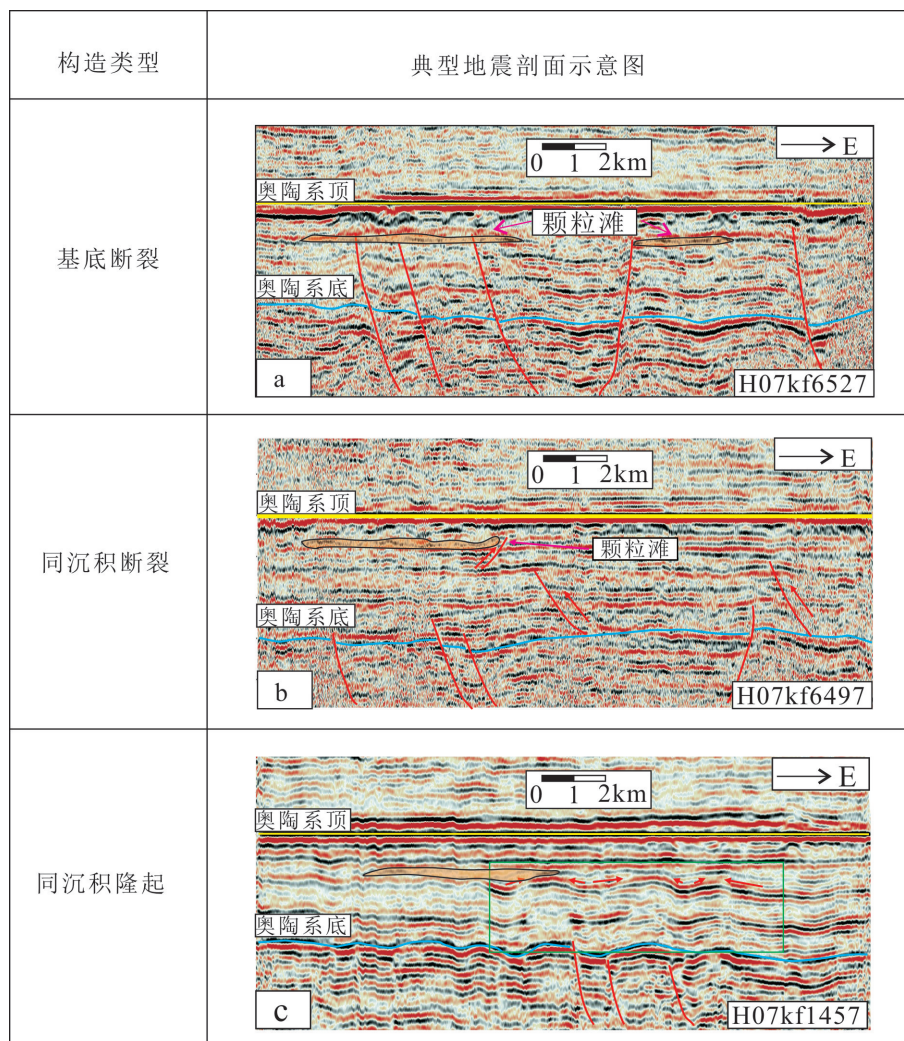 构造类型
典型地震剖面示意图
基底断裂
0 1 2km
E
奥陶系顶
颗粒滩
奥陶系底
a
H07kf6527
同沉积断裂
0 1 2km
E
奥陶系顶
颗粒滩
奥陶系底
b
H07kf6497
同沉积隆起
0 1 2km
E
奥陶系顶
奥陶系底
c
H07kf1457